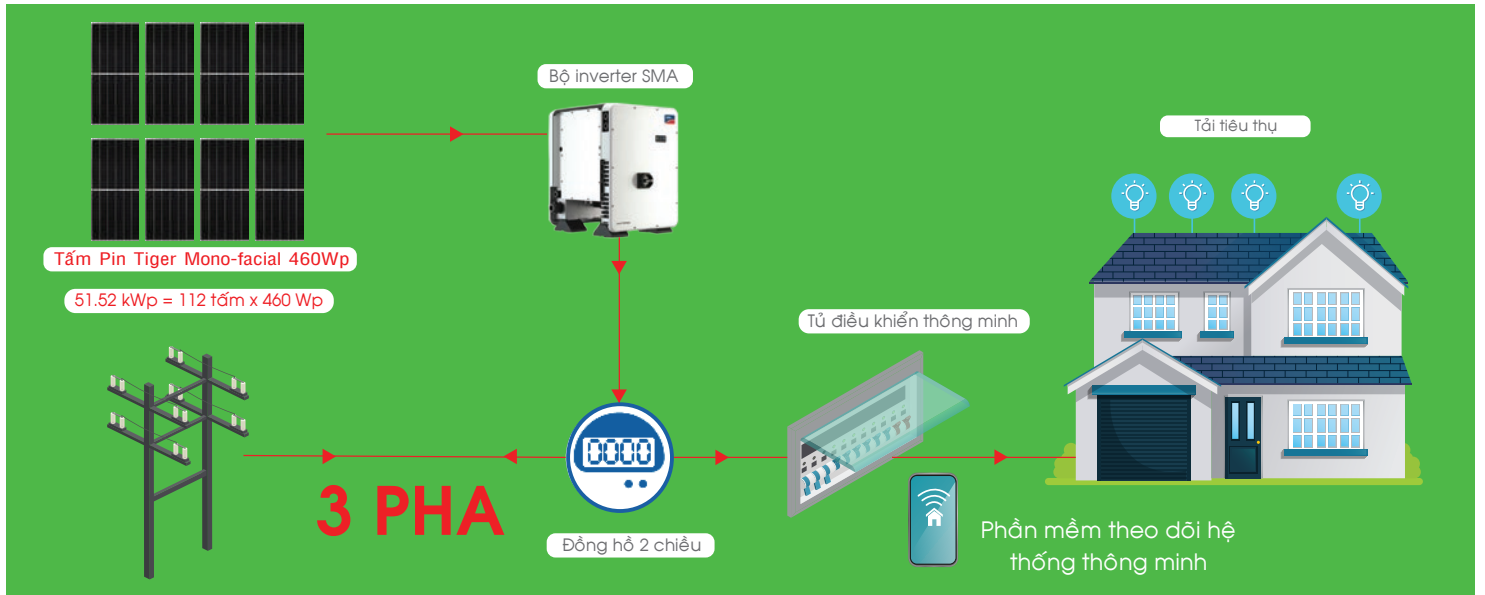 Bộ inverter SMA
Tải tiêu thụ
Tấm Pin Tiger Mono-facial 460Wp
51.52 kWp = 112 tấm x 460 Wp
Tủ điều khiển thông minh
0000
3 PHA
Đồng hồ 2 chiều
Phần mềm theo dõi hệ
thống thông minh